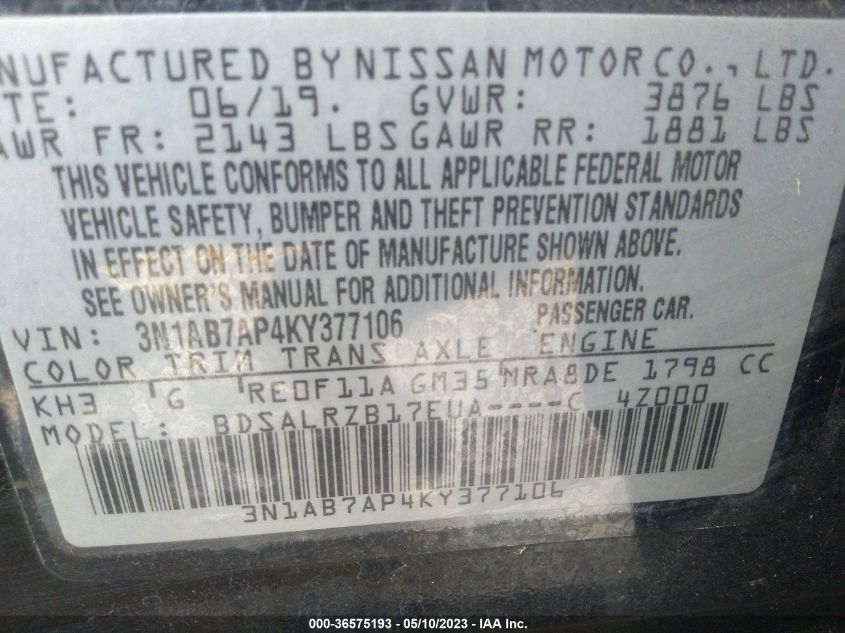 NUFACTURED BY NISSAN MOTOR CO., LTD.
TE: 06/19. GVWR: 3876 LBS
AWR FR: 2143 LBS GAWR RR: 1881 LBS
THIS VEHICLE CONFORMS TO ALL APPLICABLE FEDERAL MOTOR
VEHICLE SAFETY, BUMPER AND THEFT PREVENTION STANDARDS
IN EFFECT ON THE DATE OF MANUFACTURE SHOWN ABOVE.
SEE OWNER'S MANUAL FOR ADDITIONAL INFORMATION.
VIN: 3N1AB7AP4KY377106 PASSENGER CAR.
COLOR TRIM TRANS AXLE ENGINE
KH3 G RE0F11A GM35 MRA8DE 1798 CC
MODEL: BDSALRZB17EUA----C 4Z000
3N1AB7AP4KY377106
000-36575193 - 05/10/2023 - IAA Inc.